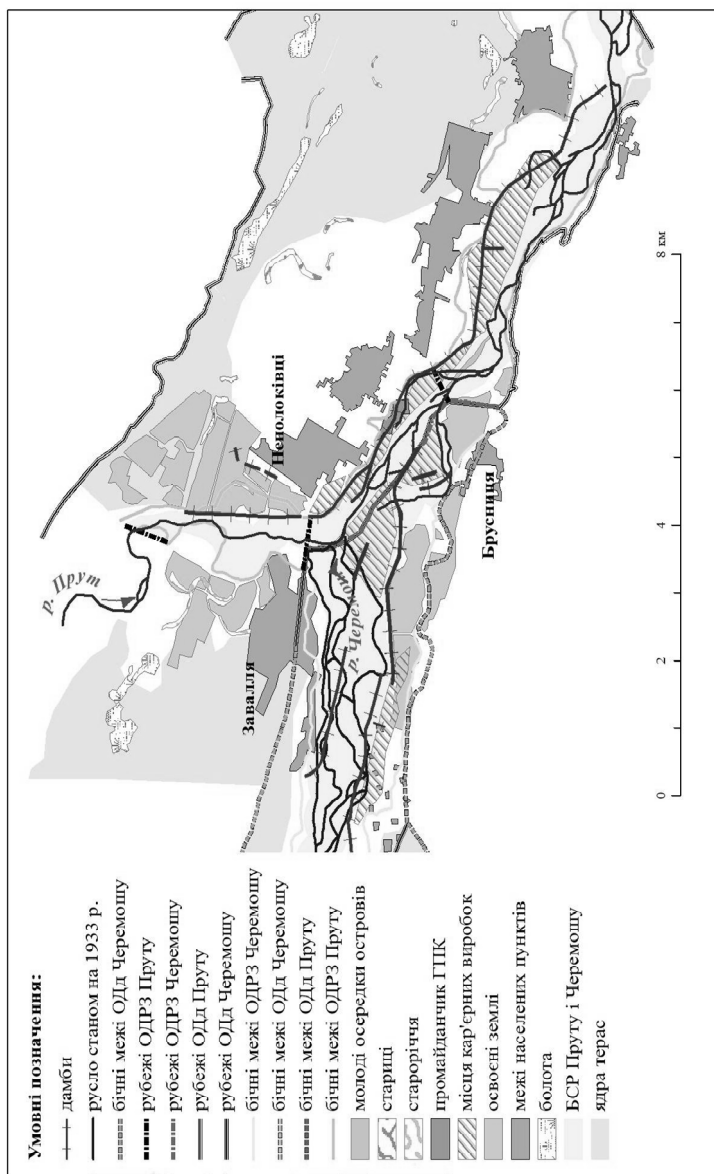 Умовні позначення:
дамби
русло станом на 1933 р.
бічні межі ОДд Черемошу
рубежі ОДРЗ Пруту
рубежі ОДРЗ Черемошу
рубежі ОДд Пруту
рубежі ОДд Черемошу
бічні межі ОДРЗ Черемошу
бічні межі ОДд Черемошу
бічні межі ОДд Пруту
бічні межі ОДРЗ Пруту
молоді осередки островів
стариці
староріччя
промайданчик ГПК
місця кар'єрних виробок
освоєні землі
межі населених пунктів
болота
БСР Пруту і Черемошу
ядра терас
р. Прут
Завалля
Неполоківці
р. Черемош
Брусниця
0
2
4
8 км